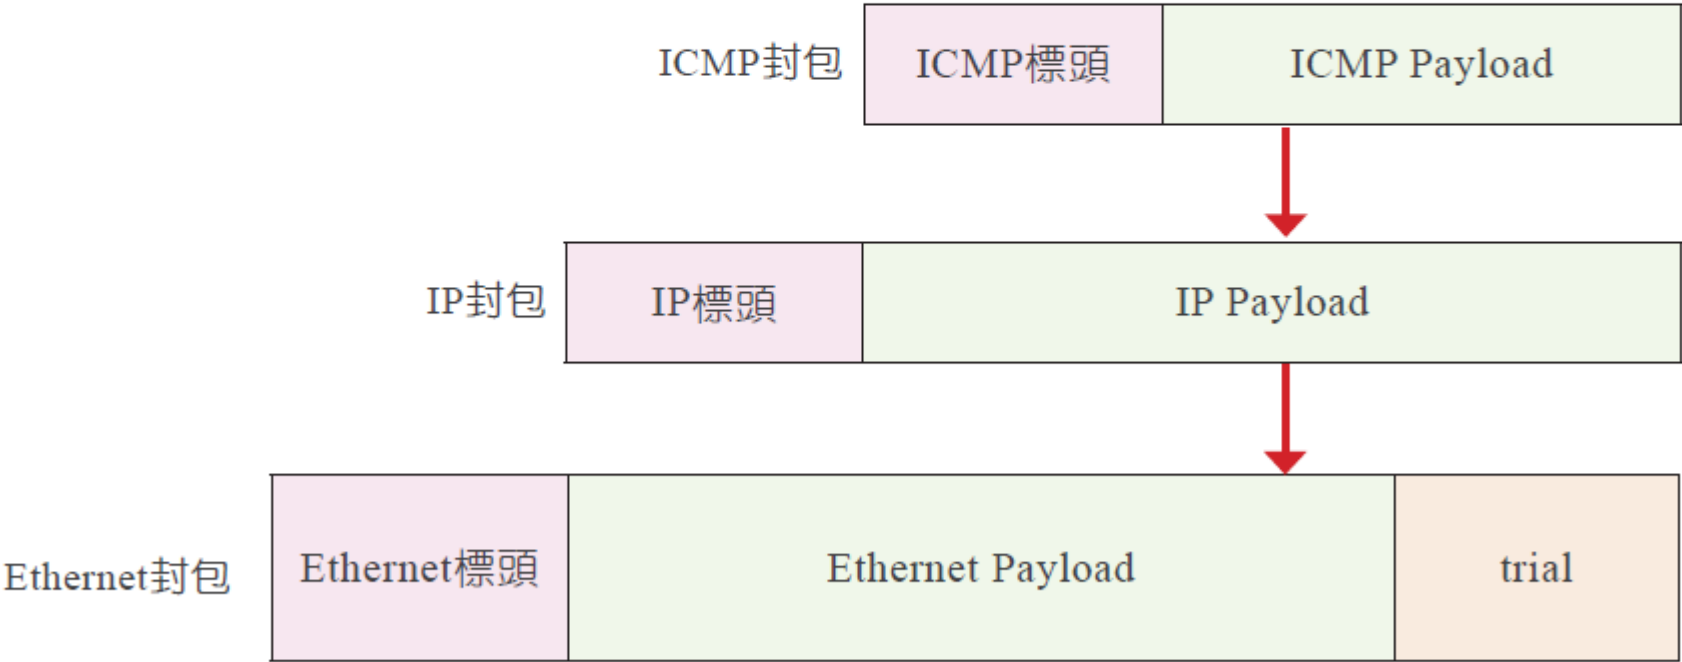 ICMP封包
ICMP標頭
ICMP Payload
IP封包
IP標頭
IP Payload
Ethernet封包
Ethernet標頭
Ethernet Payload
trial